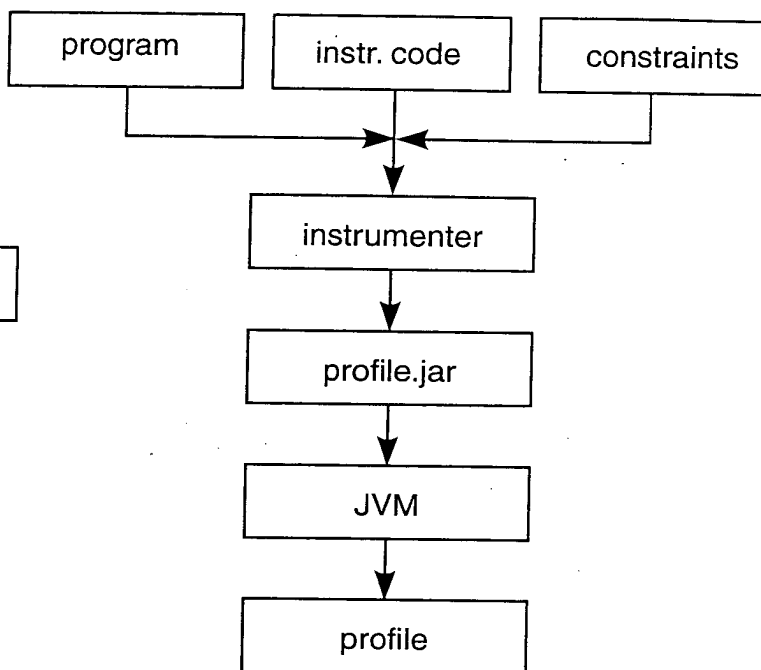 program
instr. code
constraints
instrumenter
profile.jar
JVM
profile